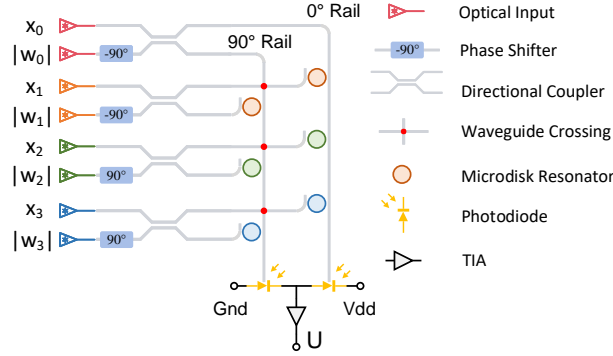 x0
|w0|
x1
|w1|
x2
|w2|
x3
|w3|
-90°
-90°
90°
90°
0° Rail
90° Rail
Gnd
Vdd
U
Optical Input
-90°
Phase Shifter
Directional Coupler
Waveguide Crossing
Microdisk Resonator
Photodiode
TIA